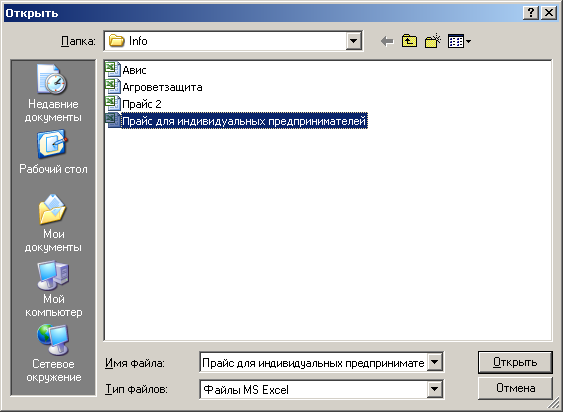 Открыть
Папка: Info
Авис
Агроветзащита
Прайс 2
Прайс для индивидуальных предпринимателей
Недавние
документы
Рабочий стол
Мои
документы
Мой
компьютер
Сетевое
окружение
Имя файла: Прайс для индивидуальных предпринимате Открыть
Тип файлов: Файлы MS Excel Отмена